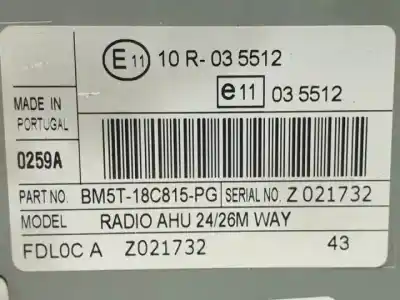 E11 10 R- 03 5512
e11 03 5512
MADE IN
PORTUGAL
0259A
PART NO. BM5T-18C815-PG SERIAL NO. Z 021732
MODEL RADIO AHU 24/26M WAY
FDL0C A Z021732 43